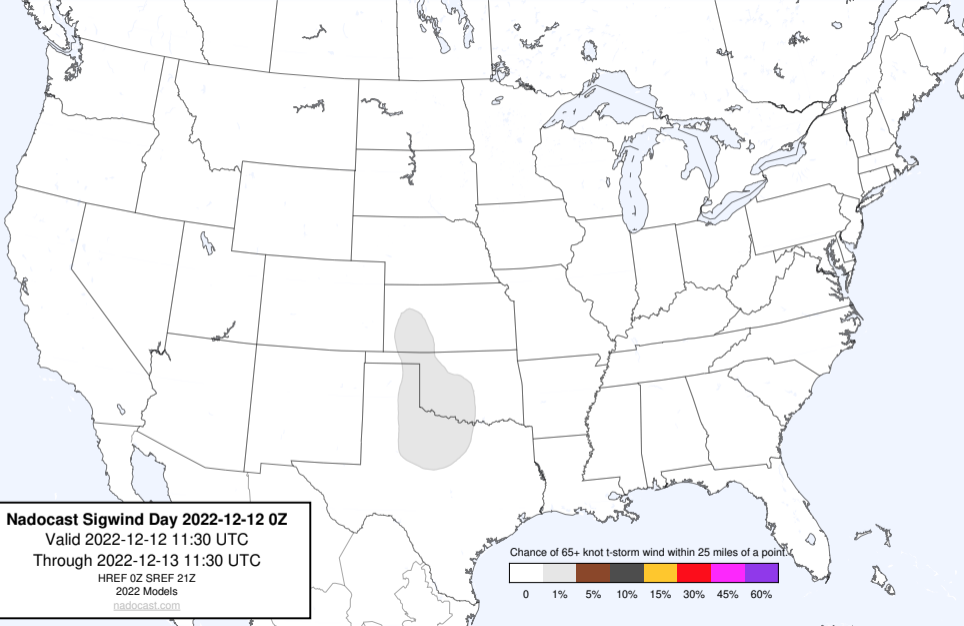 Nadocast Sigwind Day 2022-12-12 0Z
Valid 2022-12-12 11:30 UTC
Through 2022-12-13 11:30 UTC
HREF 0Z SREF 21Z
2022 Models
nadocast.com
Chance of 65+ knot t-storm wind within 25 miles of a point.
0 1% 5% 10% 15% 30% 45% 60%